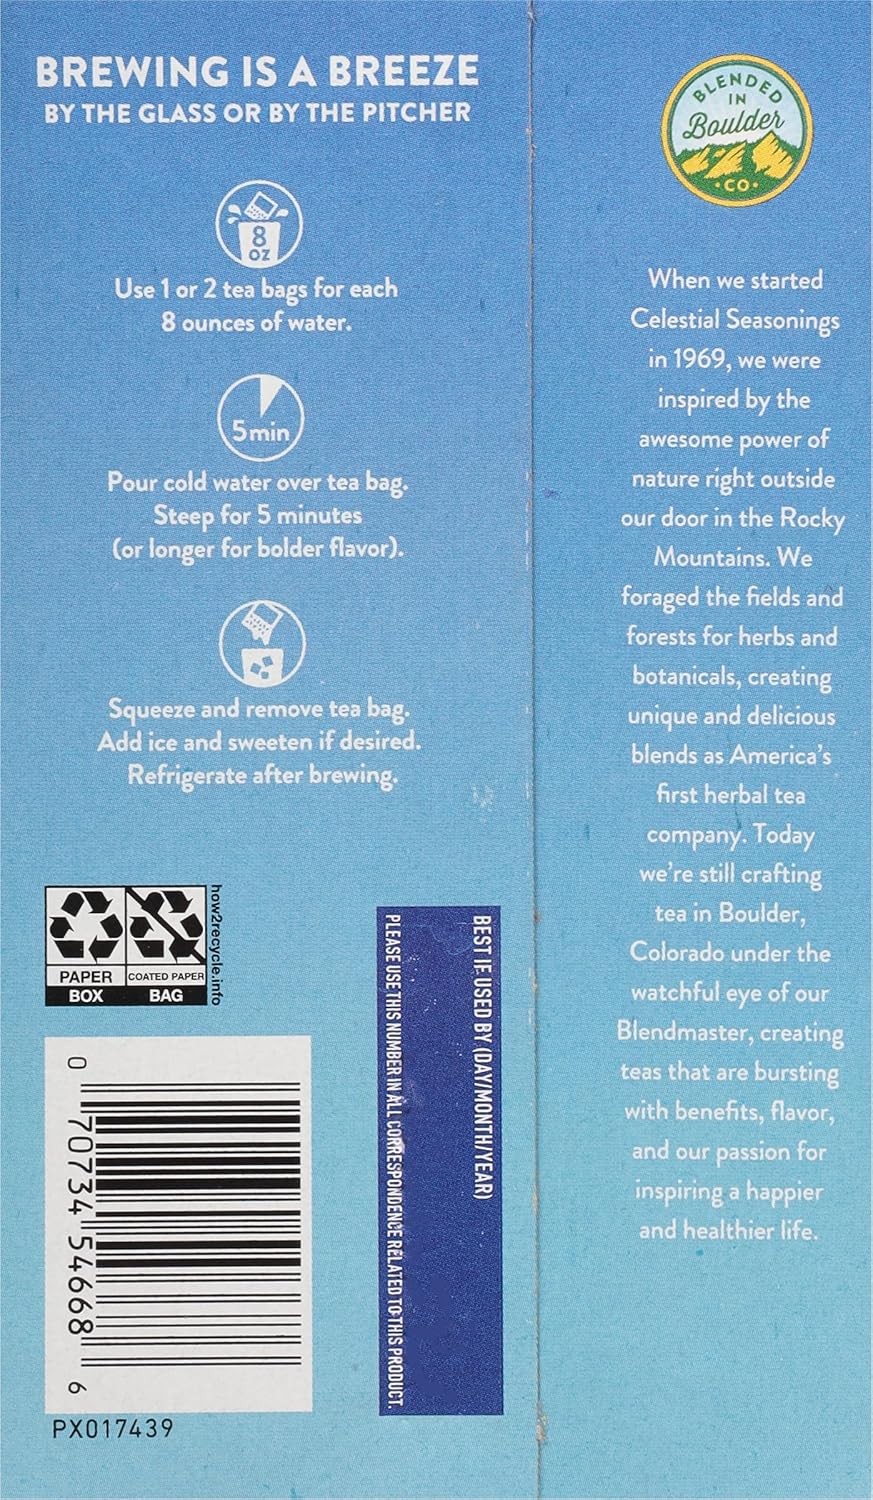 BREWING IS A BREEZE
BY THE GLASS OR BY THE PITCHER
8
OZ
Use 1 or 2 tea bags for each
8 ounces of water.
5min
Pour cold water over tea bag.
Steep for 5 minutes
(or longer for bolder flavor).
Squeeze and remove tea bag.
Add ice and sweeten if desired.
Refrigerate after brewing.
PAPER
BOX
COATED PAPER
BAG
how2recycle.info
0 70734 54668 6
PX017439
BEST IF USED BY (DAY/MONTH/YEAR)
PLEASE USE THIS NUMBER IN ALL CORRESPONDENCE RELATED TO THIS PRODUCT.
BLENDED
IN
Boulder
·CO·
When we started
Celestial Seasonings
in 1969, we were
inspired by the
awesome power of
nature right outside
our door in the Rocky
Mountains. We
foraged the fields and
forests for herbs and
botanicals, creating
unique and delicious
blends as America's
first herbal tea
company. Today
we're still crafting
tea in Boulder,
Colorado under the
watchful eye of our
Blendmaster, creating
teas that are bursting
with benefits, flavor,
and our passion for
inspiring a happier
and healthier life.